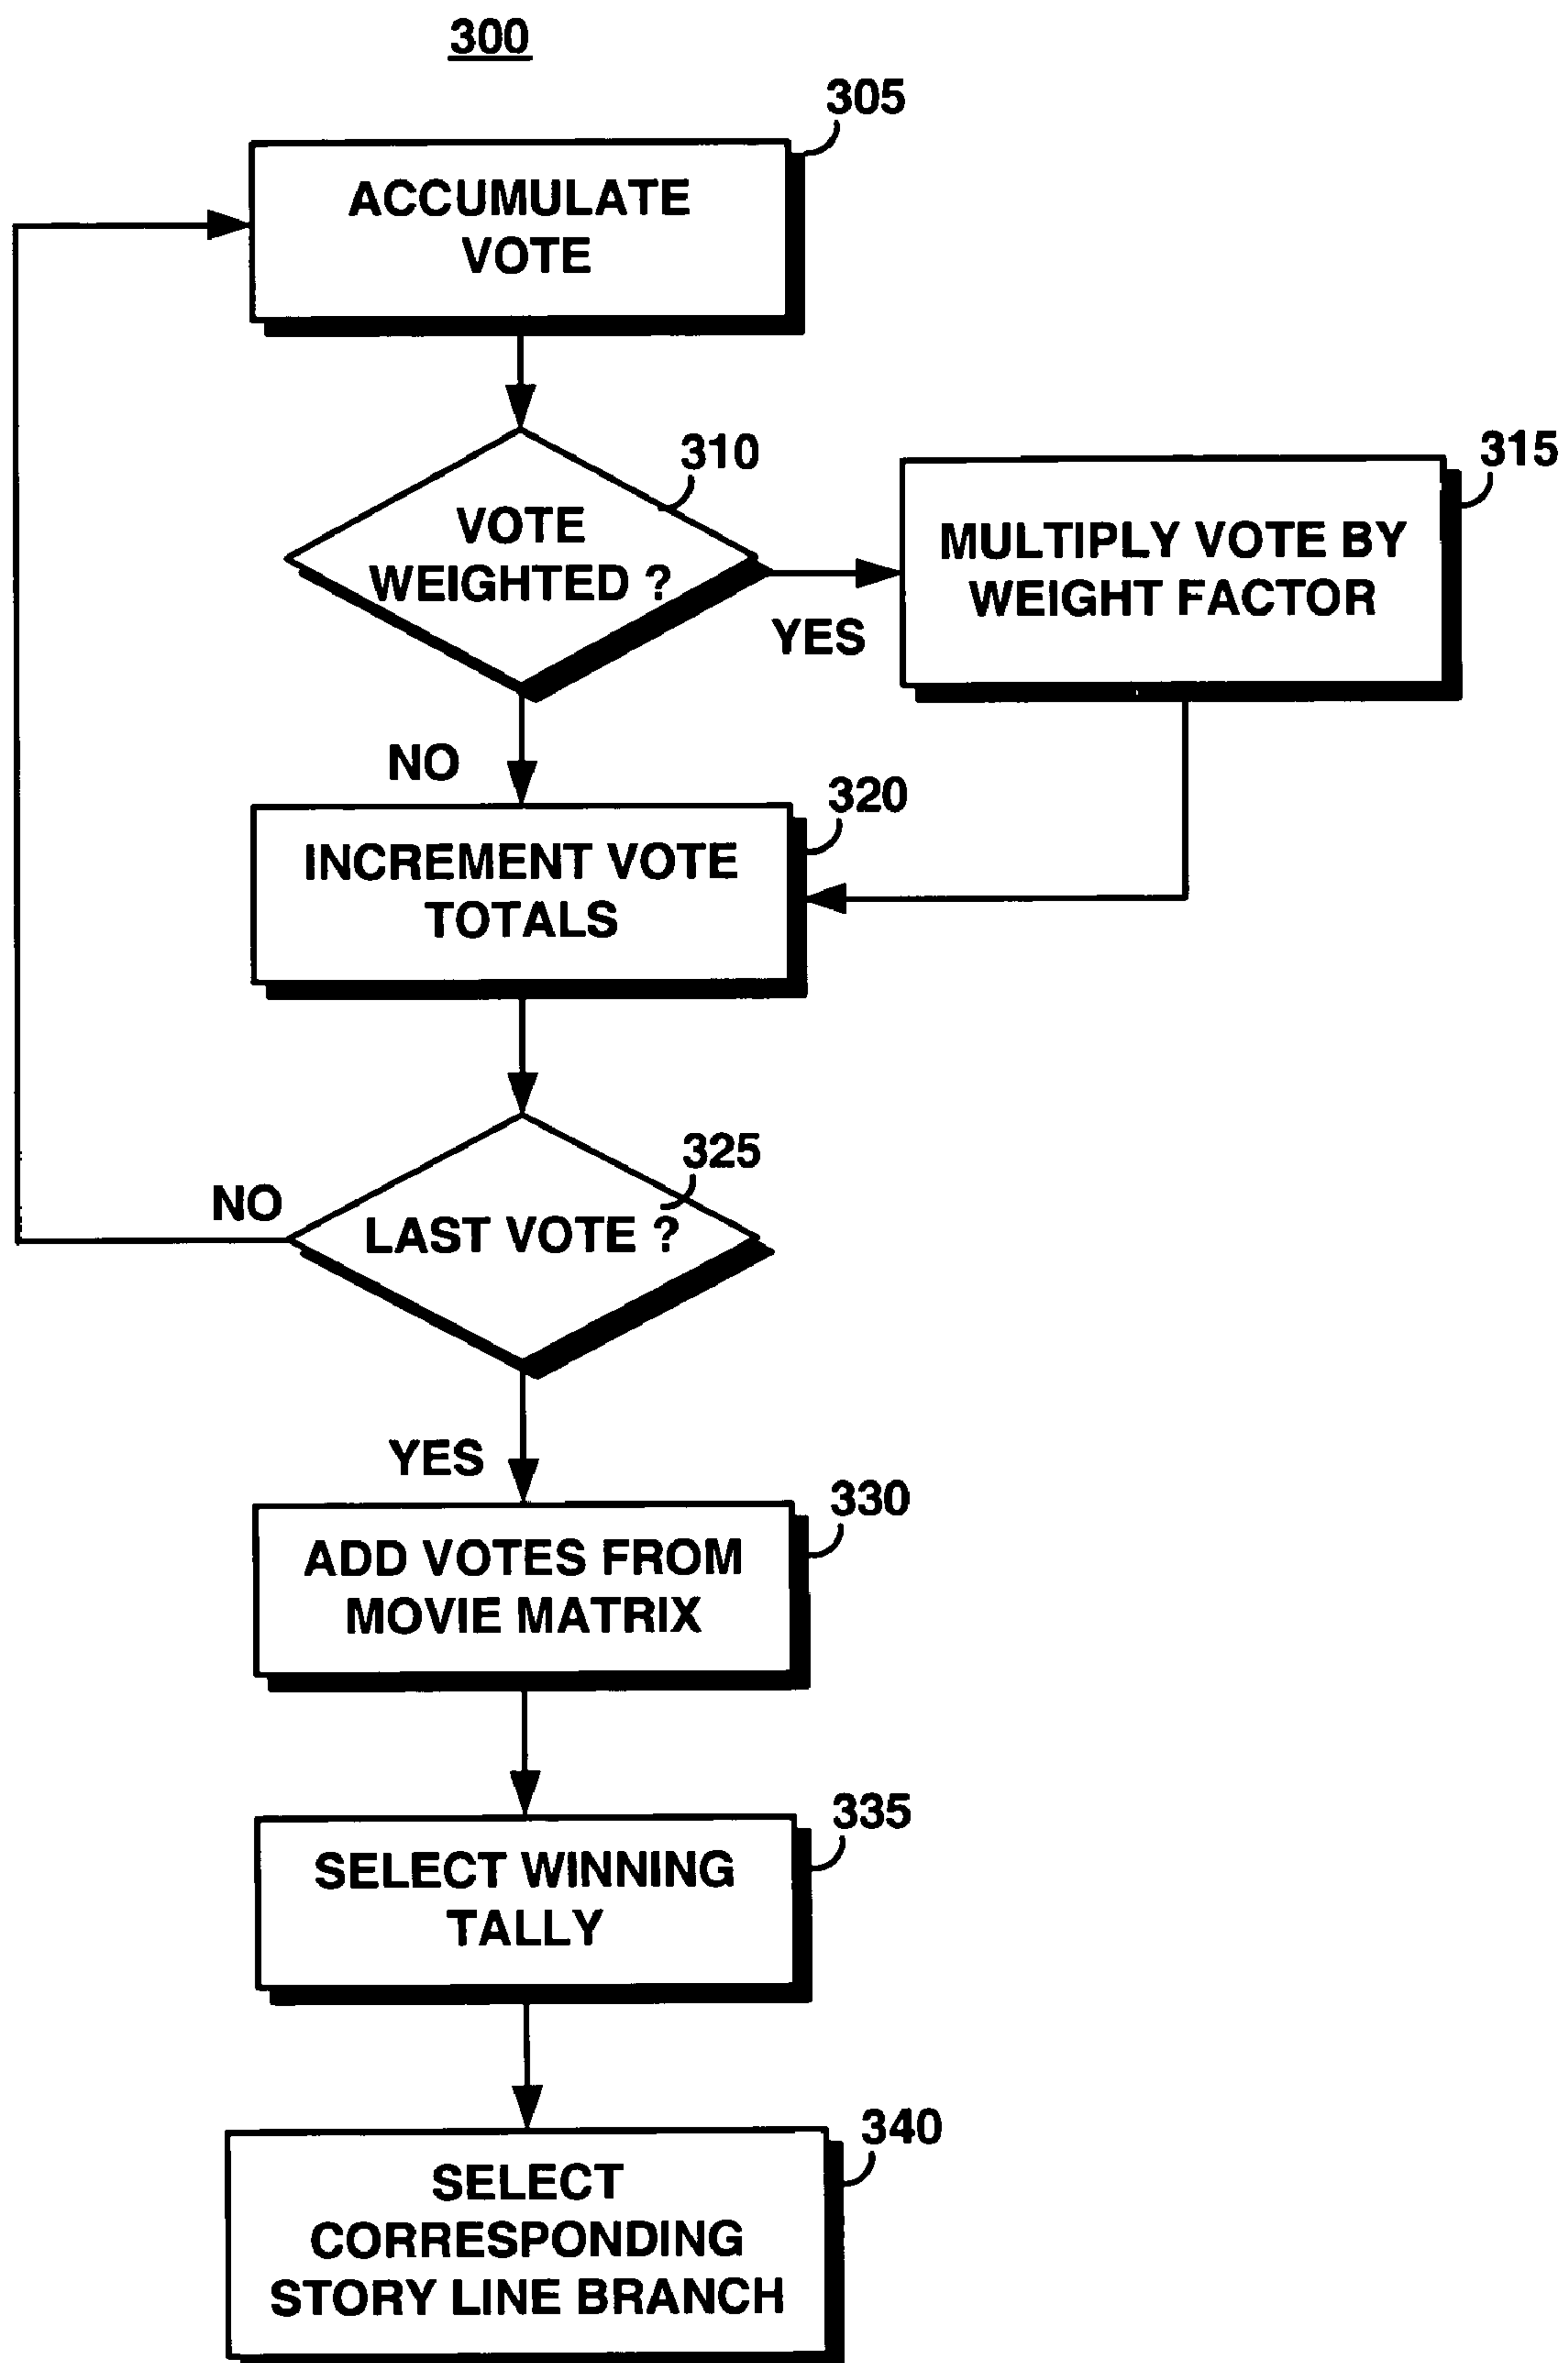 300
305
ACCUMULATE
VOTE
310
VOTE
WEIGHTED ?
YES
315
MULTIPLY VOTE BY
WEIGHT FACTOR
NO
320
INCREMENT VOTE
TOTALS
325
LAST VOTE ?
NO
YES
330
ADD VOTES FROM
MOVIE MATRIX
335
SELECT WINNING
TALLY
340
SELECT
CORRESPONDING
STORY LINE BRANCH